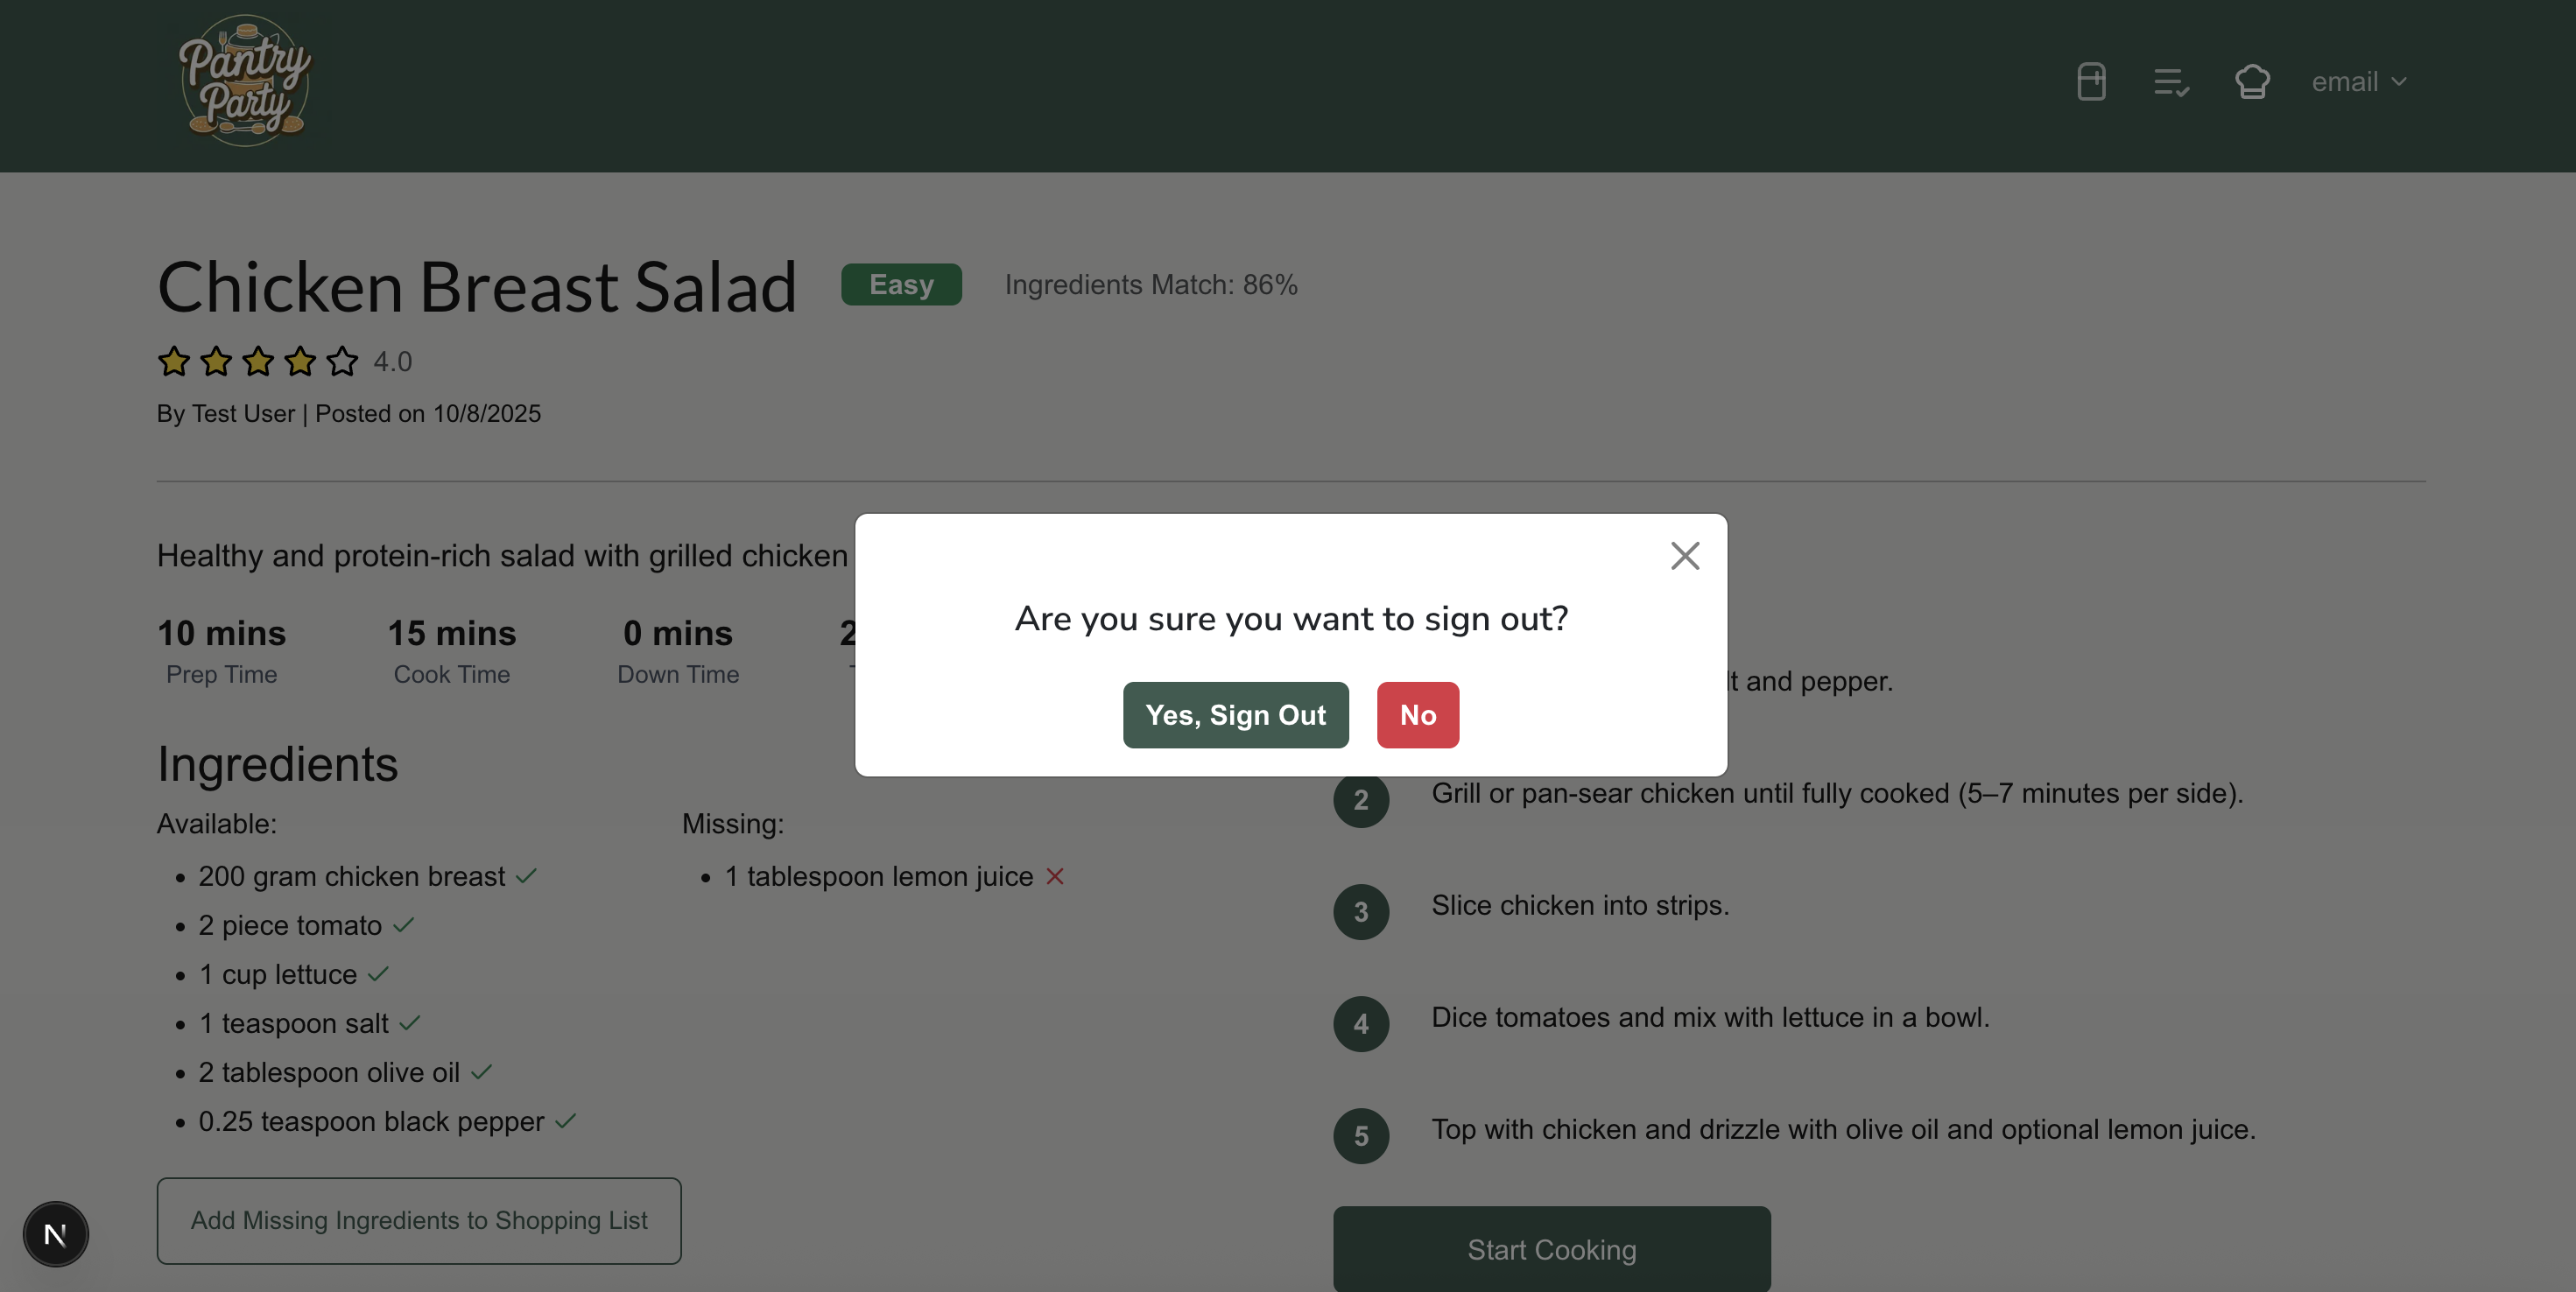 Pantry
Party
email
Chicken Breast Salad Easy Ingredients Match: 86%
4.0
By Test User | Posted on 10/8/2025
Healthy and protein-rich salad with grilled chicken
Are you sure you want to sign out?
Yes, Sign Out No
10 mins 15 mins 0 mins
Prep Time Cook Time Down Time
and pepper.
Ingredients
Available:
200 gram chicken breast
2 piece tomato
1 cup lettuce
1 teaspoon salt
2 tablespoon olive oil
0.25 teaspoon black pepper
Missing:
1 tablespoon lemon juice
Add Missing Ingredients to Shopping List
2 Grill or pan-sear chicken until fully cooked (5–7 minutes per side).
3 Slice chicken into strips.
4 Dice tomatoes and mix with lettuce in a bowl.
5 Top with chicken and drizzle with olive oil and optional lemon juice.
Start Cooking
N